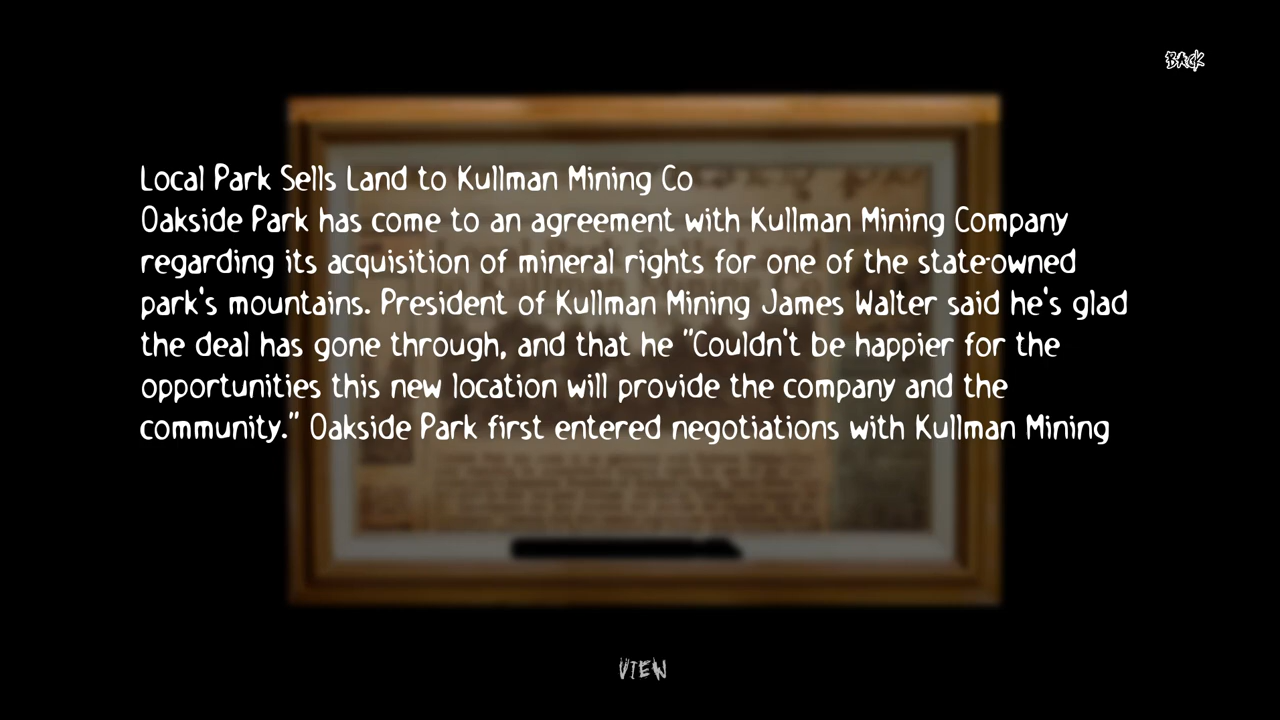 BACK
Local Park Sells Land to Kullman Mining Co
Oakside Park has come to an agreement with Kullman Mining Company
regarding its acquisition of mineral rights for one of the state-owned
park's mountains. President of Kullman Mining James Walter said he's glad
the deal has gone through, and that he "Couldn't be happier for the
opportunities this new location will provide the company and the
community." Oakside Park first entered negotiations with Kullman Mining
VIEW